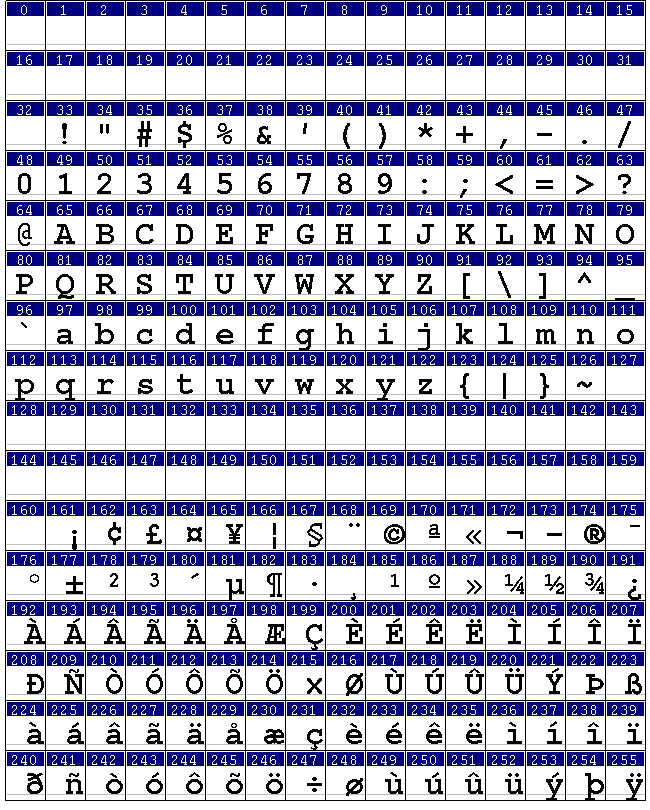 0 1 2 3 4 5 6 7 8 9 10 11 12 13 14 15
16 17 18 19 20 21 22 23 24 25 26 27 28 29 30 31
32 33 34 35 36 37 38 39 40 41 42 43 44 45 46 47
! " # $ % & ' ( ) * + , - . /
48 49 50 51 52 53 54 55 56 57 58 59 60 61 62 63
0 1 2 3 4 5 6 7 8 9 : ; < = > ?
64 65 66 67 68 69 70 71 72 73 74 75 76 77 78 79
@ A B C D E F G H I J K L M N O
80 81 82 83 84 85 86 87 88 89 90 91 92 93 94 95
P Q R S T U V W X Y Z [ \ ] ^ _
96 97 98 99 100 101 102 103 104 105 106 107 108 109 110 111
` a b c d e f g h i j k l m n o
112 113 114 115 116 117 118 119 120 121 122 123 124 125 126 127
p q r s t u v w x y z { | } ~
128 129 130 131 132 133 134 135 136 137 138 139 140 141 142 143
144 145 146 147 148 149 150 151 152 153 154 155 156 157 158 159
160 161 162 163 164 165 166 167 168 169 170 171 172 173 174 175
¡ ¢ £ ¤ ¥ ¦ § ¨ © ª « ¬ - ® ¯
176 177 178 179 180 181 182 183 184 185 186 187 188 189 190 191
° ± ² ³ ´ µ ¶ · ¸ ¹ º » ¼ ½ ¾ ¿
192 193 194 195 196 197 198 199 200 201 202 203 204 205 206 207
À Á Â Ã Ä Å Æ Ç È É Ê Ë Ì Í Î Ï
208 209 210 211 212 213 214 215 216 217 218 219 220 221 222 223
Ð Ñ Ò Ó Ô Õ Ö × Ø Ù Ú Û Ü Ý Þ ß
224 225 226 227 228 229 230 231 232 233 234 235 236 237 238 239
à á â ã ä å æ ç è é ê ë ì í î ï
240 241 242 243 244 245 246 247 248 249 250 251 252 253 254 255
ð ñ ò ó ô õ ö ÷ ø ù ú û ü ý þ ÿ